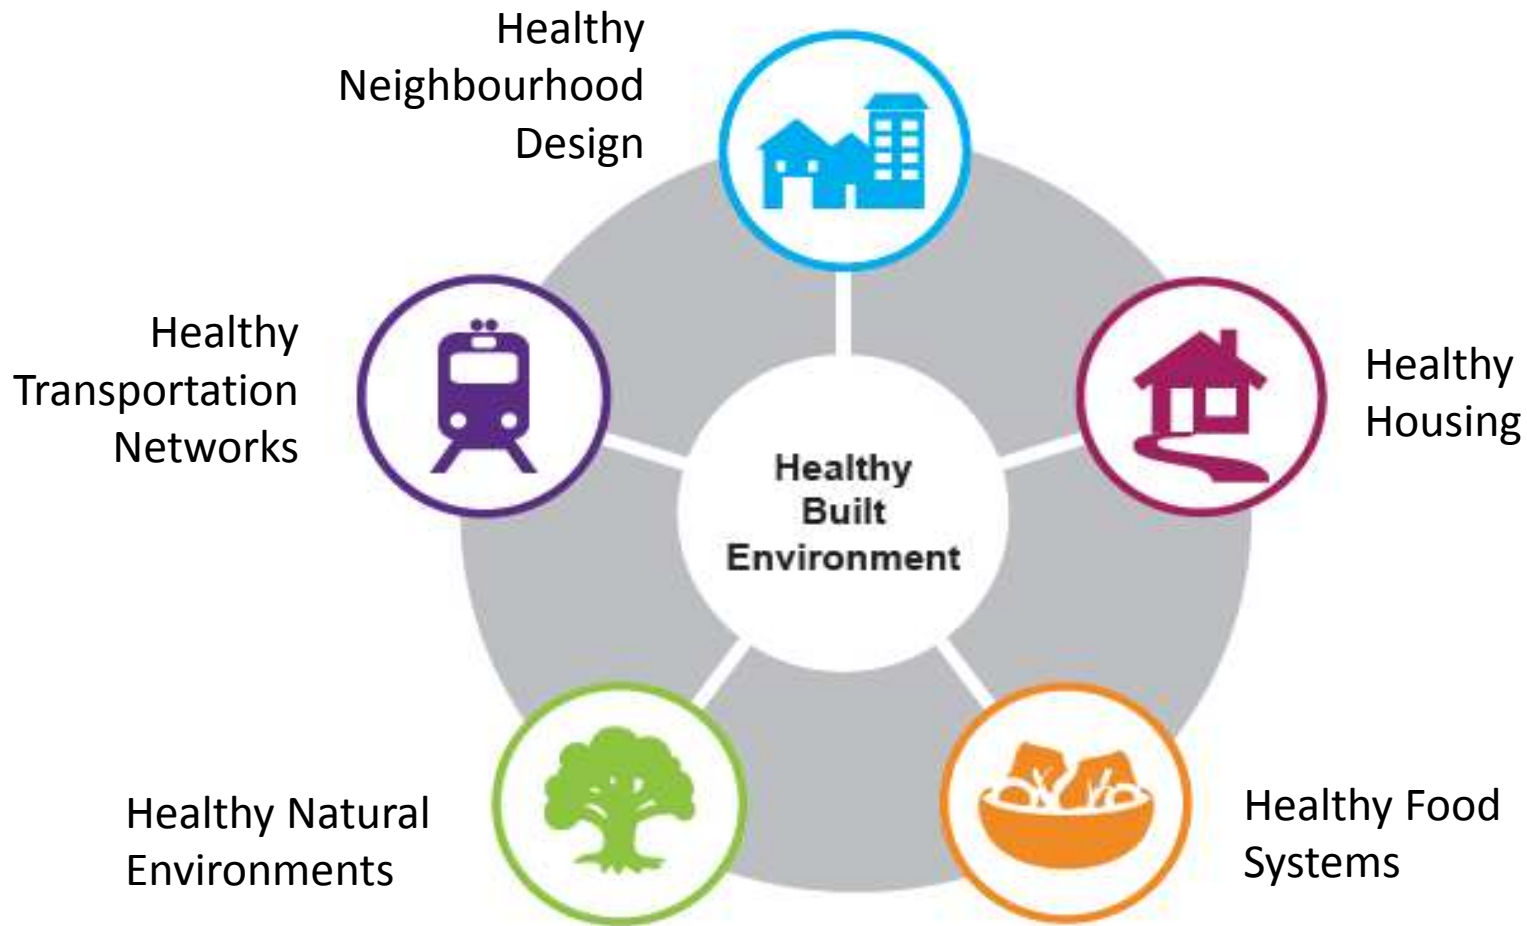 Healthy
Neighbourhood
Design
Healthy
Transportation
Networks
Healthy
Housing
Healthy
Built
Environment
Healthy Natural
Environments
Healthy Food
Systems